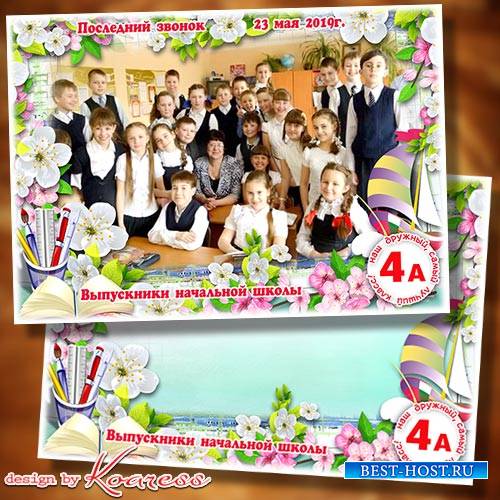 Последний звонок 23 мая 2019г.
наш дружный, самый лучший класс!
4А
Выпускники начальной школы
наш дружный, самый лучший класс!
4А
Выпускники начальной школы
design by Koaress
BEST-HOST.RU